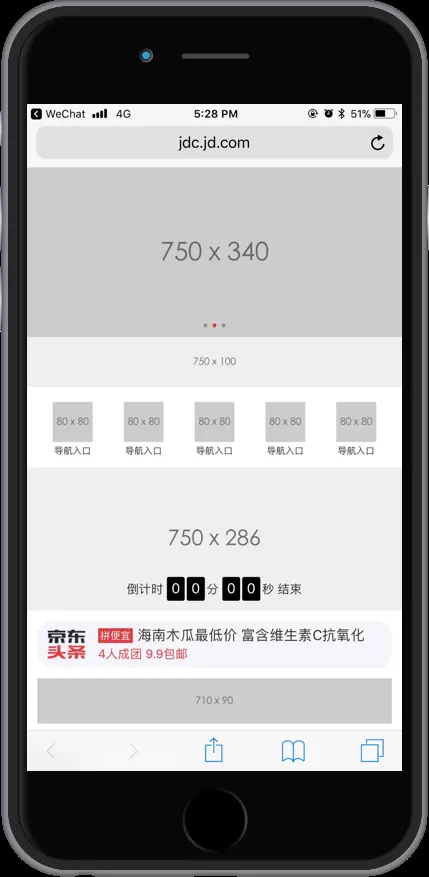 WeChat 4G 5:28 PM 51%
jdc.jd.com
750 x 340
750 x 100
80 x 80 80 x 80 80 x 80 80 x 80 80 x 80
导航入口 导航入口 导航入口 导航入口 导航入口
750 x 286
倒计时 0 0 分 0 0 秒 结束
京东
头条
拼便宜 海南木瓜最低价 富含维生素C抗氧化
4人成团 9.9包邮
710 x 90